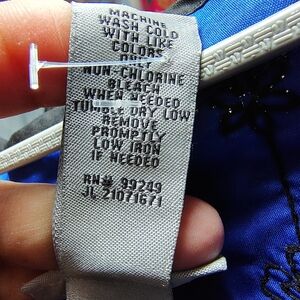 MACHINE
WASH COLD
WITH LIKE
COLORS
ONLY
NON-CHLORINE
BLEACH
WHEN NEEDED
TUMBLE DRY LOW
REMOVE
PROMPTLY
LOW IRON
IF NEEDED
RN# 99249
JL 21071671